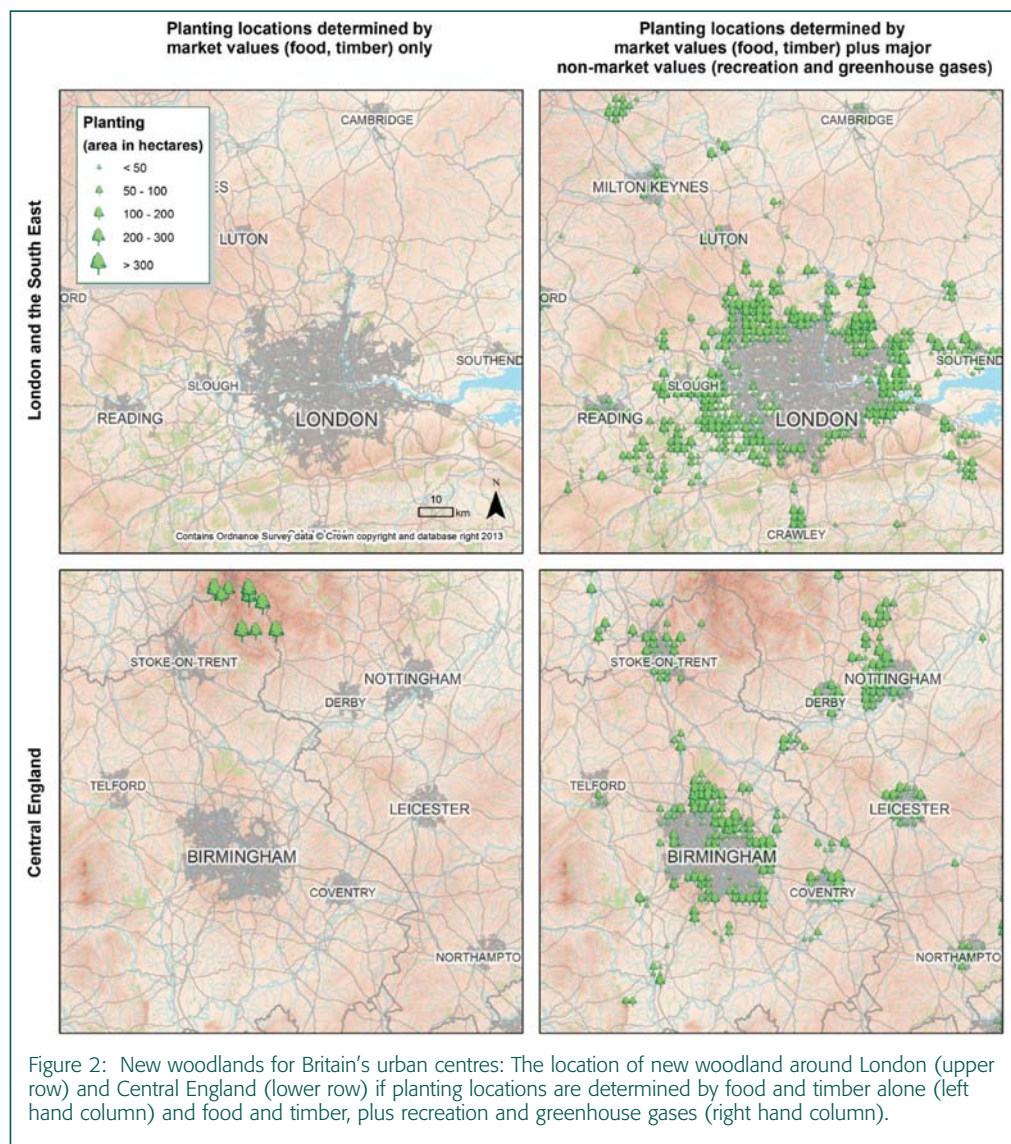 Planting locations determined by
market values (food, timber) only
Planting locations determined by
market values (food, timber) plus major
non-market values (recreation and greenhouse gases)
London and the South East
Planting
(area in hectares)
< 50
50 - 100
100 - 200
200 - 300
> 300
CAMBRIDGE
ES
LUTON
ORD
SLOUGH
SOUTHEND
READING
LONDON
10
km
N
Contains Ordnance Survey data © Crown copyright and database right 2013
CAMBRIDGE
MILTON KEYNES
LUTON
ORD
SLOUGH
SOUTHEND
READING
LONDON
CRAWLEY
Central England
STOKE-ON-TRENT
NOTTINGHAM
DERBY
TELFORD
LEICESTER
BIRMINGHAM
COVENTRY
NORTHAMPTO
STOKE-ON-TRENT
NOTTINGHAM
DERBY
TELFORD
LEICESTER
BIRMINGHAM
COVENTRY
NORTHAMPTO
Figure 2: New woodlands for Britain's urban centres: The location of new woodland around London (upper
row) and Central England (lower row) if planting locations are determined by food and timber alone (left
hand column) and food and timber, plus recreation and greenhouse gases (right hand column).